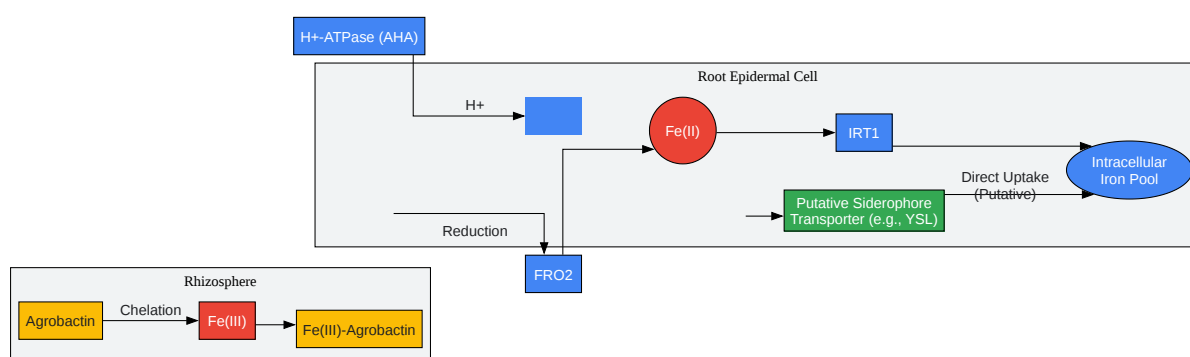 H+-ATPase (AHA)
Root Epidermal Cell
H+
Fe(II)
IRT1
Intracellular
Iron Pool
Direct Uptake
(Putative)
Putative Siderophore
Transporter (e.g., YSL)
Reduction
FRO2
Rhizosphere
Agrobactin
Chelation
Fe(III)
Fe(III)-Agrobactin